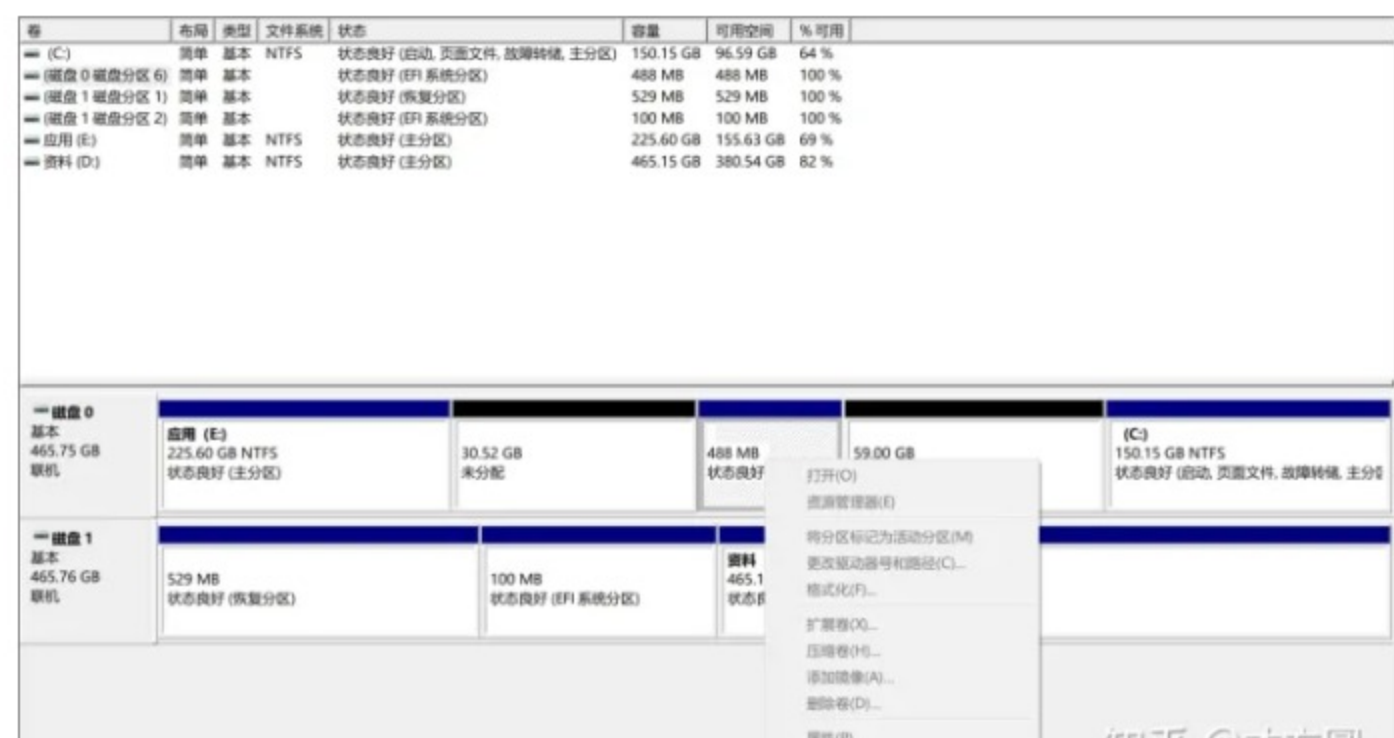 卷 布局 类型 文件系统 状态 容量 可用空间 % 可用
(C:) 简单 基本 NTFS 状态良好 (启动, 页面文件, 故障转储, 主分区) 150.15 GB 96.59 GB 64 %
(磁盘 0 磁盘分区 6) 简单 基本 状态良好 (EFI 系统分区) 488 MB 488 MB 100 %
(磁盘 1 磁盘分区 1) 简单 基本 状态良好 (恢复分区) 529 MB 529 MB 100 %
(磁盘 1 磁盘分区 2) 简单 基本 状态良好 (EFI 系统分区) 100 MB 100 MB 100 %
应用 (E:) 简单 基本 NTFS 状态良好 (主分区) 225.60 GB 155.63 GB 69 %
资料 (D:) 简单 基本 NTFS 状态良好 (主分区) 465.15 GB 380.54 GB 82 %
磁盘 0
基本
465.75 GB
联机
应用 (E:)
225.60 GB NTFS
状态良好 (主分区)
30.52 GB
未分配
488 MB
状态良好
59.00 GB
(C:)
150.15 GB NTFS
状态良好 (启动, 页面文件, 故障转储, 主分
磁盘 1
基本
465.76 GB
联机
529 MB
状态良好 (恢复分区)
100 MB
状态良好 (EFI 系统分区)
资料
465.1
状态
打开(O)
资源管理器(E)
将分区标记为活动分区(M)
更改驱动器号和路径(C)...
格式化(F)...
扩展卷(X)...
压缩卷(H)...
添加镜像(A)...
删除卷(D)...